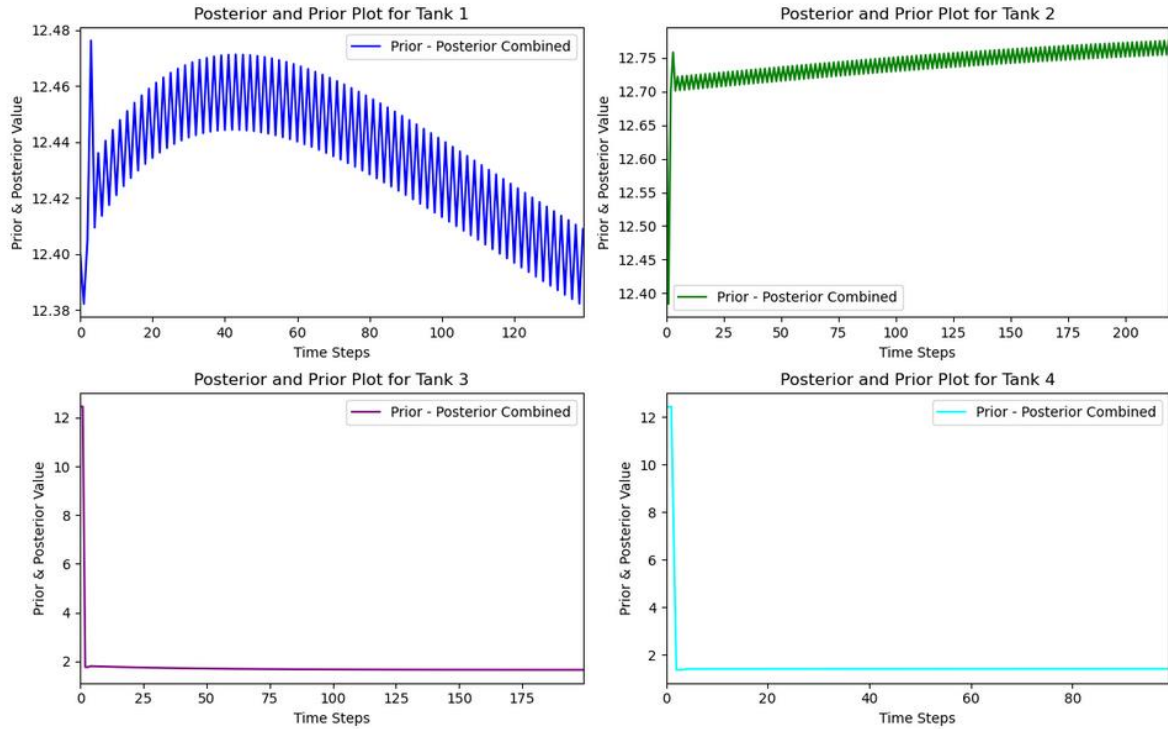 Posterior and Prior Plot for Tank 1
Prior & Posterior Value
12.48
12.46
12.44
12.42
12.40
12.38
Prior - Posterior Combined
0 20 40 60 80 100 120
Time Steps
Posterior and Prior Plot for Tank 2
Prior & Posterior Value
12.75
12.70
12.65
12.60
12.55
12.50
12.45
12.40
Prior - Posterior Combined
0 25 50 75 100 125 150 175 200
Time Steps
Posterior and Prior Plot for Tank 3
Prior & Posterior Value
12
10
8
6
4
2
Prior - Posterior Combined
0 25 50 75 100 125 150 175
Time Steps
Posterior and Prior Plot for Tank 4
Prior & Posterior Value
12
10
8
6
4
2
Prior - Posterior Combined
0 20 40 60 80
Time Steps